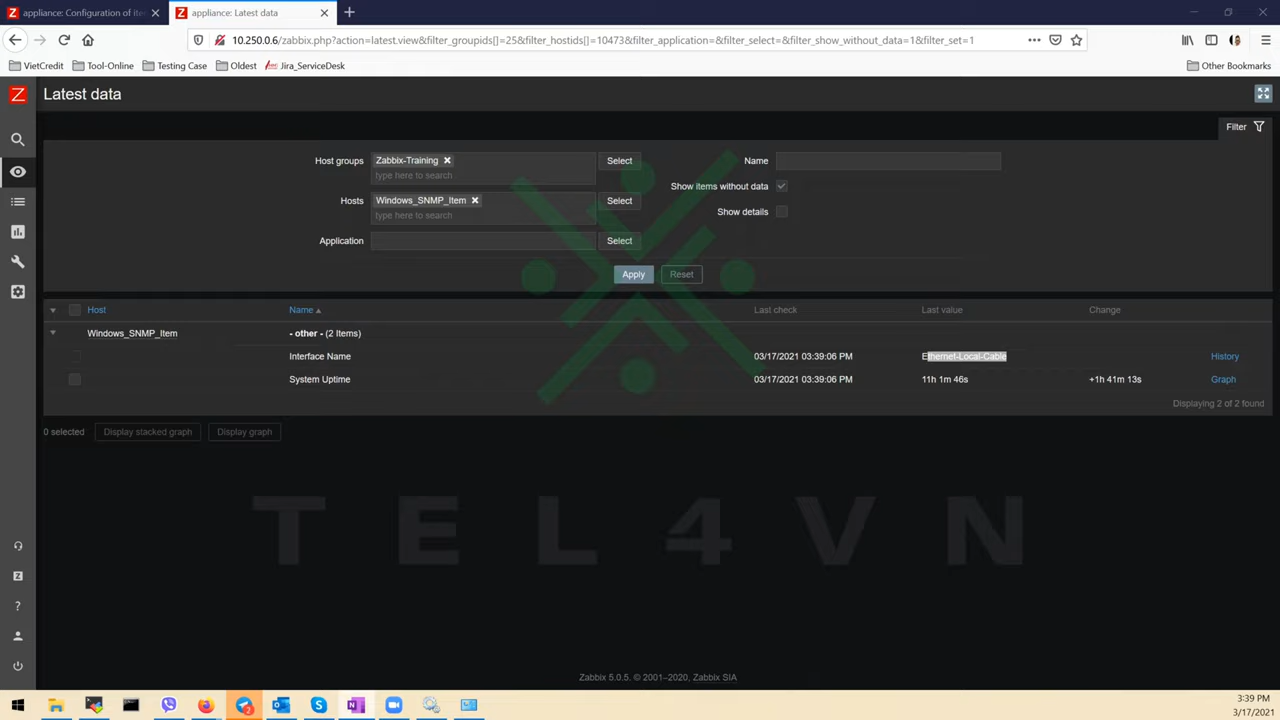 appliance: Configuration of ite
appliance: Latest data
10.250.0.6/zabbix.php?action=latest.view&filter_groupids[]=25&filter_hostids[]=10473&filter_application=&filter_select=&filter_show_without_data=1&filter_set=1
VietCredit
Tool-Online
Testing Case
Oldest
Jira_ServiceDesk
Other Bookmarks
Latest data
Filter
Host groups
Zabbix-Training
type here to search
Select
Name
Show items without data
Hosts
Windows_SNMP_Item
type here to search
Select
Show details
Application
Select
Apply
Reset
Host
Name
Last check
Last value
Change
Windows_SNMP_Item
- other - (2 Items)
Interface Name
03/17/2021 03:39:06 PM
Ethernet-Local-Cable
History
System Uptime
03/17/2021 03:39:06 PM
11h 1m 46s
+1h 41m 13s
Graph
Displaying 2 of 2 found
0 selected
Display stacked graph
Display graph
TEL4VN
Zabbix 5.0.5. © 2001–2020, Zabbix SIA
3:39 PM
3/17/2021